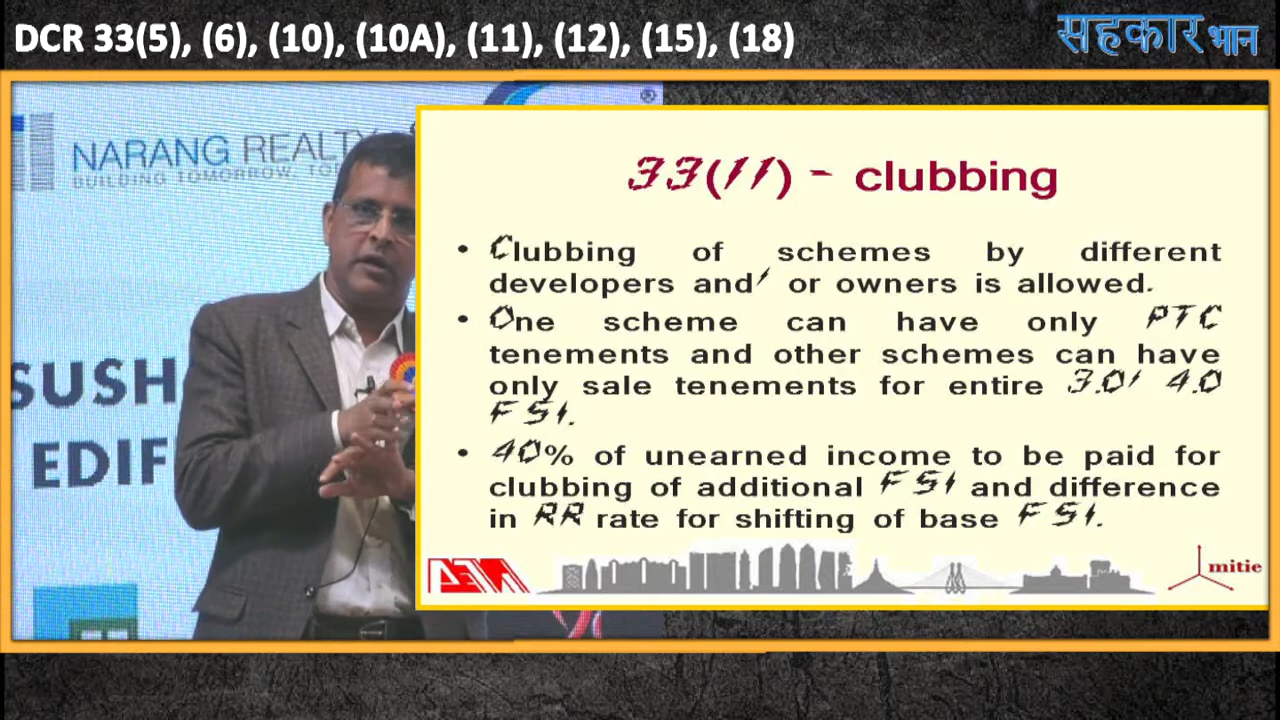 DCR 33(5), (6), (10), (10A), (11), (12), (15), (18)
सहकार भान
NARANG REALTY
BUILDING TOMORROW.
SUSH
EDIF
33(11) - clubbing
• Clubbing of schemes by different
developers and/ or owners is allowed.
• One scheme can have only PTC
tenements and other schemes can have
only sale tenements for entire 3.0/ 4.0
FSI.
• 40% of unearned income to be paid for
clubbing of additional FSI and difference
in RR rate for shifting of base FSI.
mitie